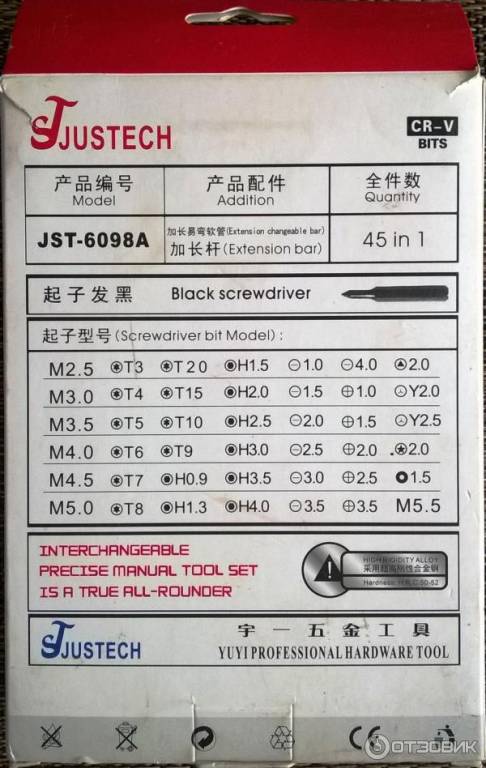 JUSTECH
CR-V
BITS
产品编号 产品配件 全件数
Model Addition Quantity
JST-6098A 加长易弯软管(Extension changeable bar) 45 in 1
加长杆(Extension bar)
起子发黑 Black screwdriver
起子型号(Screwdriver bit Model):
M2.5 T3 T20 H1.5 1.0 4.0 2.0
M3.0 T4 T15 H2.0 1.5 1.0 Y2.0
M3.5 T5 T10 H2.5 2.0 1.5 Y2.5
M4.0 T6 T9 H3.0 2.5 2.0 2.0
M4.5 T7 H0.9 H3.5 3.0 2.5 1.5
M5.0 T8 H1.3 H4.0 3.5 3.5 M5.5
INTERCHANGEABLE
PRECISE MANUAL TOOL SET
IS A TRUE ALL-ROUNDER
HIGH RIGIDITY ALLOY
采用超高刚性合金钢
Hardness: H.R.C 50-52
JUSTECH
宇一五金工具
YUYI PROFESSIONAL HARDWARE TOOL
CE
ОТЗОВИК